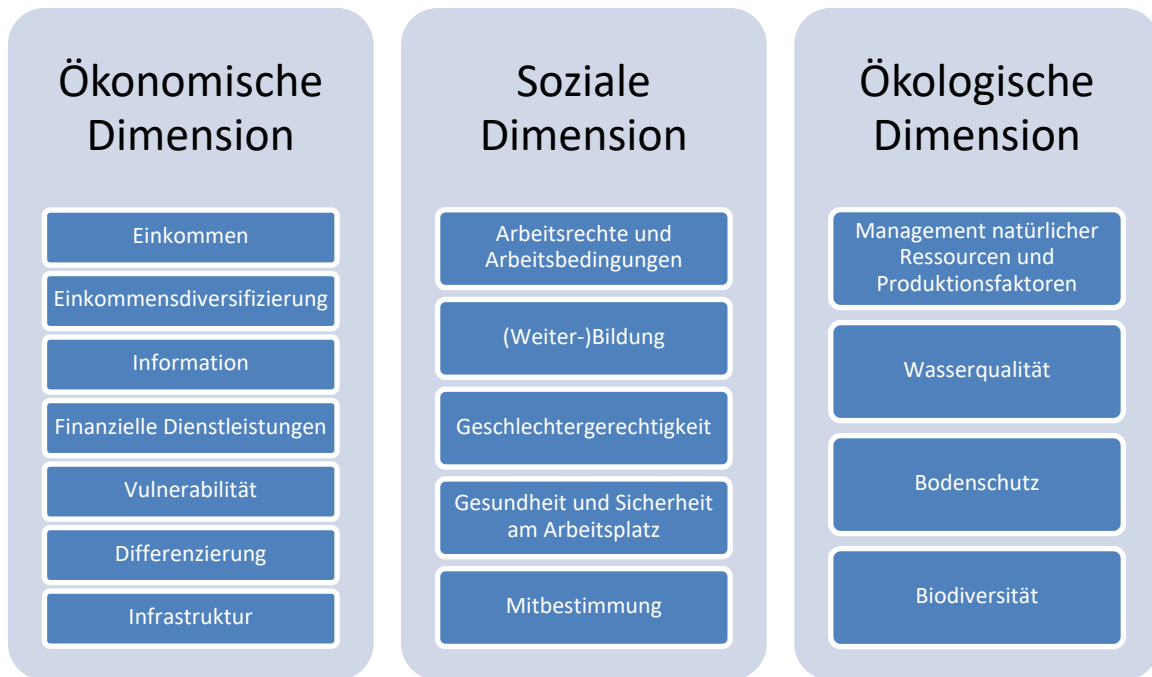 Ökonomische
Dimension
Einkommen
Einkommensdiversifizierung
Information
Finanzielle Dienstleistungen
Vulnerabilität
Differenzierung
Infrastruktur
Soziale
Dimension
Arbeitsrechte und
Arbeitsbedingungen
(Weiter-)Bildung
Geschlechtergerechtigkeit
Gesundheit und Sicherheit
am Arbeitsplatz
Mitbestimmung
Ökologische
Dimension
Management natürlicher
Ressourcen und
Produktionsfaktoren
Wasserqualität
Bodenschutz
Biodiversität